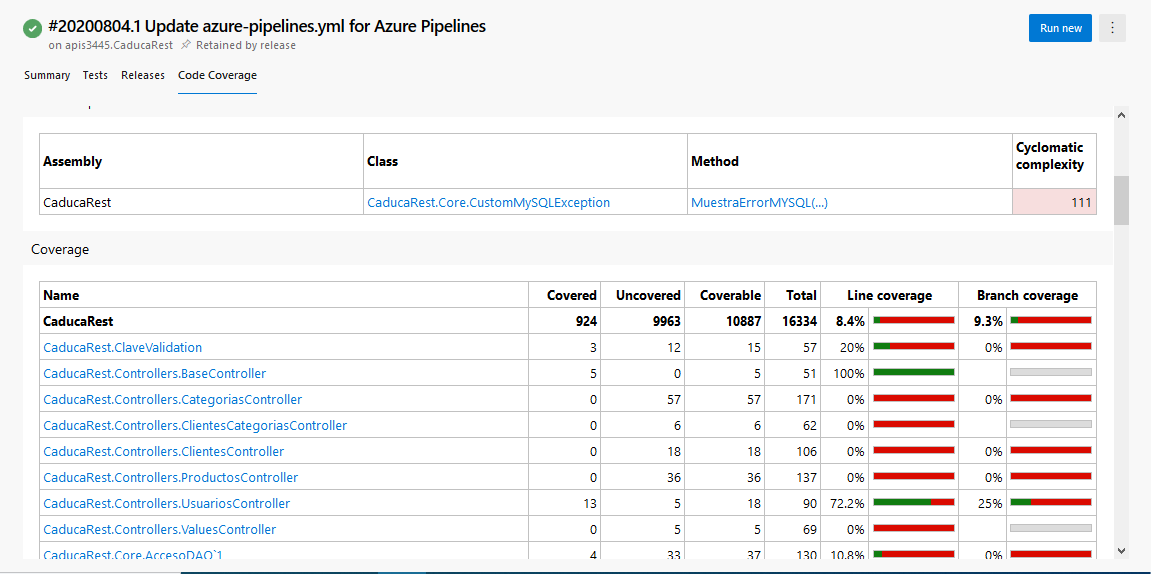 #20200804.1 Update azure-pipelines.yml for Azure Pipelines
on apis3445.CaducaRest Retained by release
Run new
Summary Tests Releases Code Coverage
Assembly Class Method Cyclomatic complexity
CaducaRest CaducaRest.Core.CustomMySQLException MuestraErrorMYSQL(...) 111
Coverage
Name Covered Uncovered Coverable Total Line coverage Branch coverage
CaducaRest 924 9963 10887 16334 8.4% 9.3%
CaducaRest.ClaveValidation 3 12 15 57 20% 0%
CaducaRest.Controllers.BaseController 5 0 5 51 100%
CaducaRest.Controllers.CategoriasController 0 57 57 171 0% 0%
CaducaRest.Controllers.ClientesCategoriasController 0 6 6 62 0%
CaducaRest.Controllers.ClientesController 0 18 18 106 0% 0%
CaducaRest.Controllers.ProductosController 0 36 36 137 0% 0%
CaducaRest.Controllers.UsuariosController 13 5 18 90 72.2% 25%
CaducaRest.Controllers.ValuesController 0 5 5 69 0%
CaducaRest.Core.AccesoDAO`1 4 33 37 130 10.8% 0%